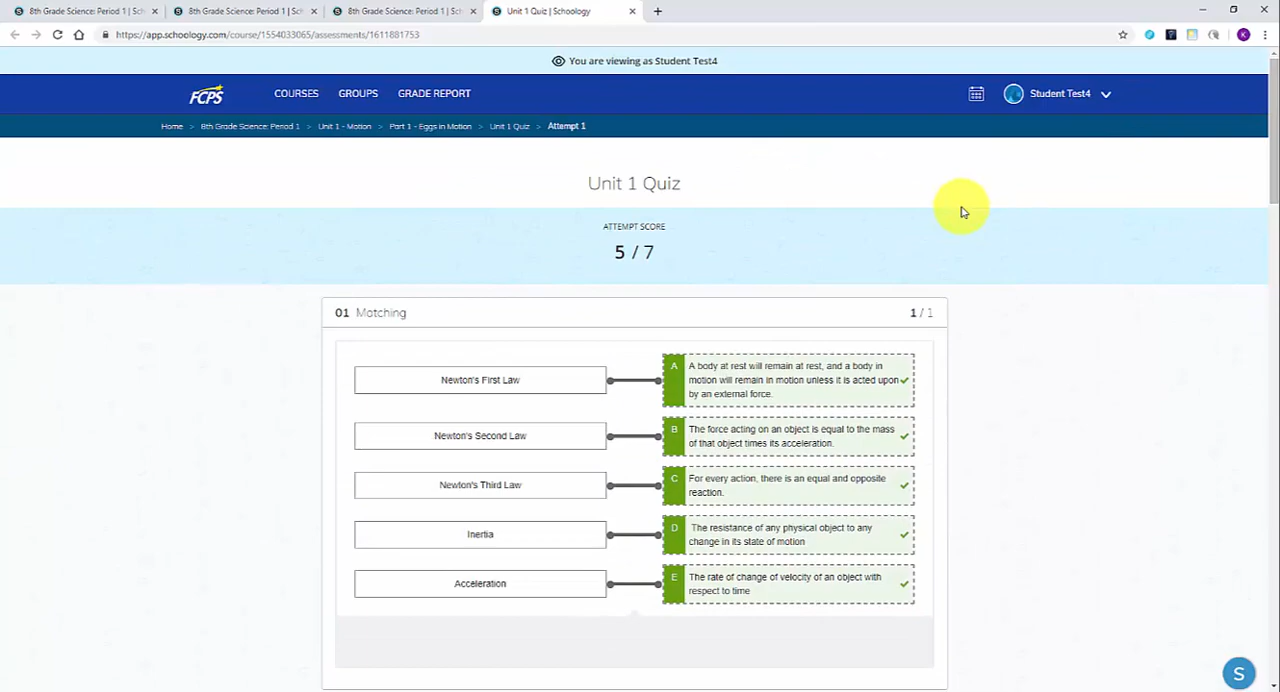 8th Grade Science: Period 1 | Sch
8th Grade Science: Period 1 | Sch
8th Grade Science: Period 1 | Sch
Unit 1 Quiz | Schoology
https://app.schoology.com/course/1554033065/assessments/1611881753
K
You are viewing as Student Test4
FCPS
COURSES
GROUPS
GRADE REPORT
Student Test4
Home > 8th Grade Science: Period 1 > Unit 1 - Motion > Part 1 - Eggs in Motion > Unit 1 Quiz > Attempt 1
Unit 1 Quiz
ATTEMPT SCORE
5 / 7
01 Matching
1 / 1
Newton's First Law
A
A body at rest will remain at rest, and a body in
motion will remain in motion unless it is acted upon
by an external force.
Newton's Second Law
B
The force acting on an object is equal to the mass
of that object times its acceleration.
Newton's Third Law
C
For every action, there is an equal and opposite
reaction.
Inertia
D
The resistance of any physical object to any
change in its state of motion
Acceleration
E
The rate of change of velocity of an object with
respect to time
S